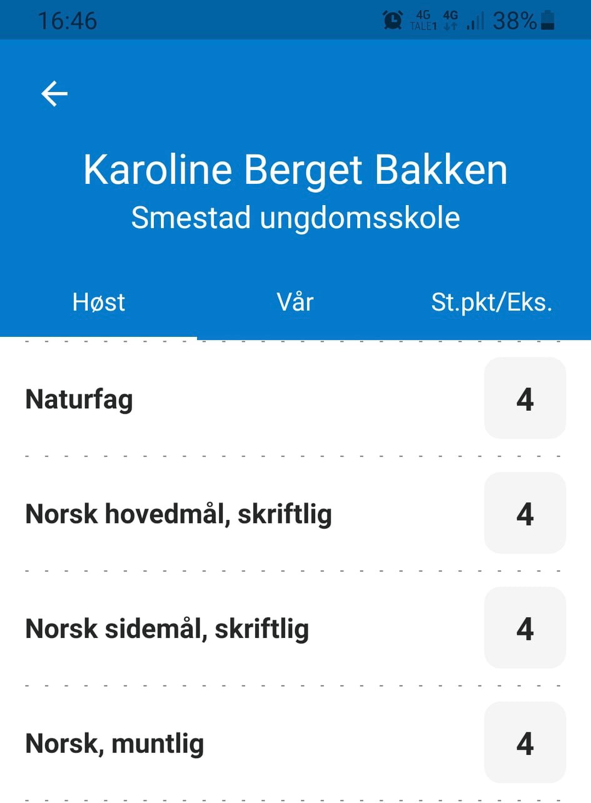 16:46
4G TALE1 4G 38%
Karoline Berget Bakken
Smestad ungdomsskole
Høst Vår St.pkt/Eks.
Naturfag 4
Norsk hovedmål, skriftlig 4
Norsk sidemål, skriftlig 4
Norsk, muntlig 4